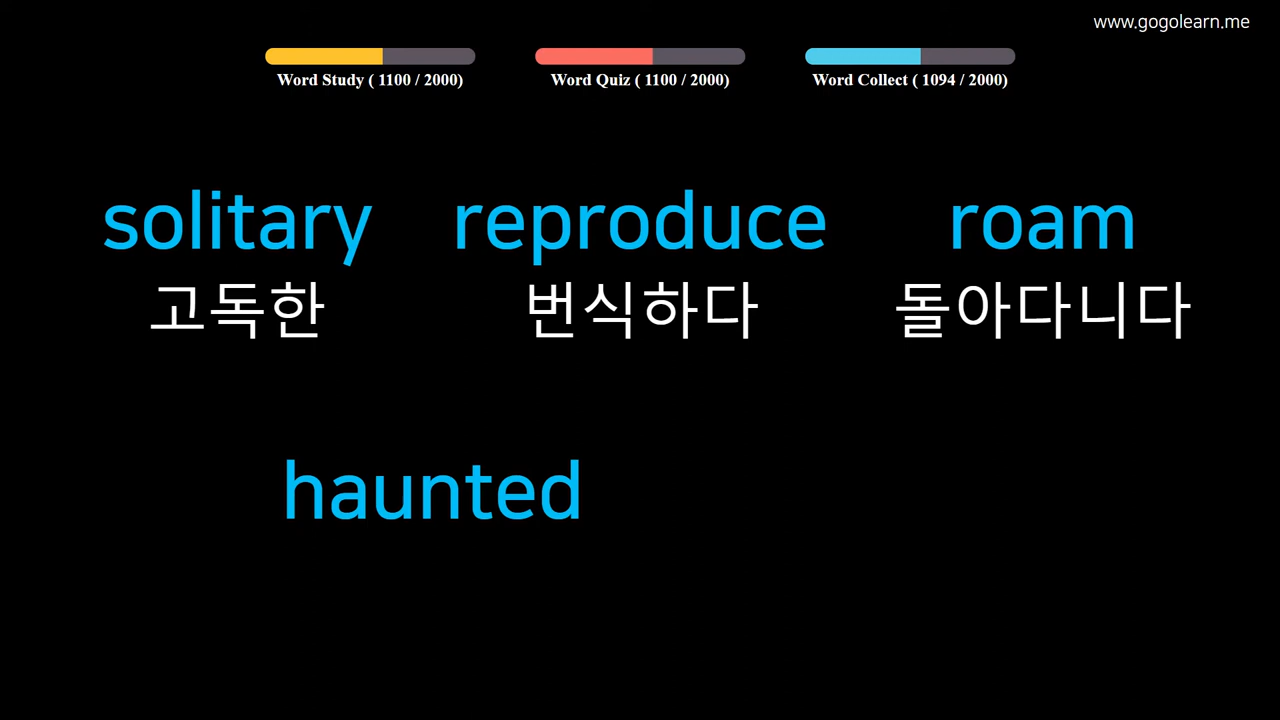 www.gogolearn.me
Word Study ( 1100 / 2000)
Word Quiz ( 1100 / 2000)
Word Collect ( 1094 / 2000)
solitary reproduce roam
고독한 번식하다 돌아다니다
haunted